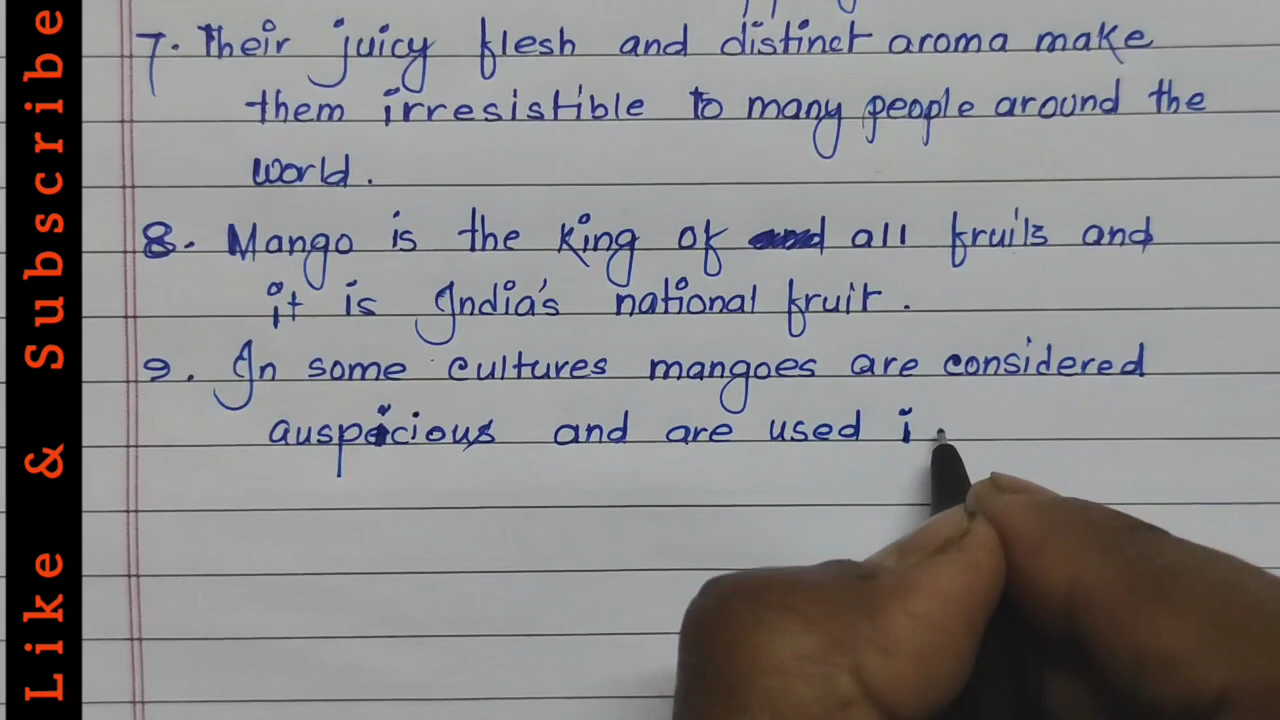 Like & Subscribe
7. Their juicy flesh and distinct aroma make
them irresistible to many people around the
world.
8. Mango is the King of all fruits and
it is India's national fruit.
9. In some cultures mangoes are considered
auspicious and are used i